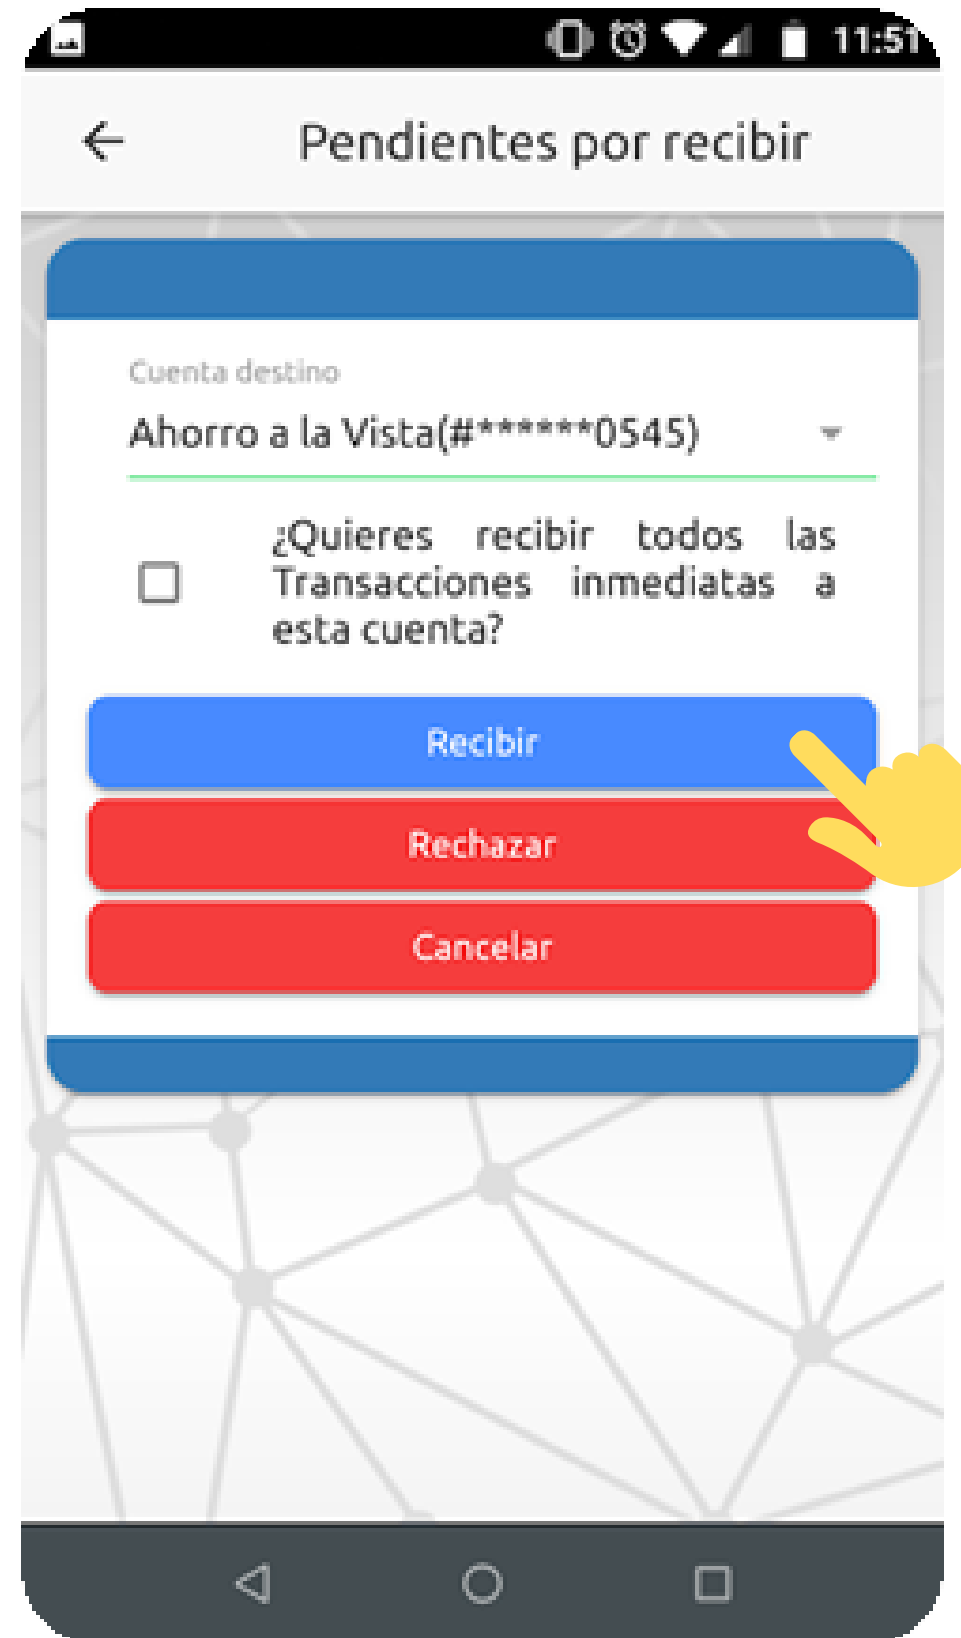 11:51
Pendientes por recibir
Cuenta destino
Ahorro a la Vista(#******0545)
¿Quieres recibir todos las
Transacciones inmediatas a
esta cuenta?
Recibir
Rechazar
Cancelar